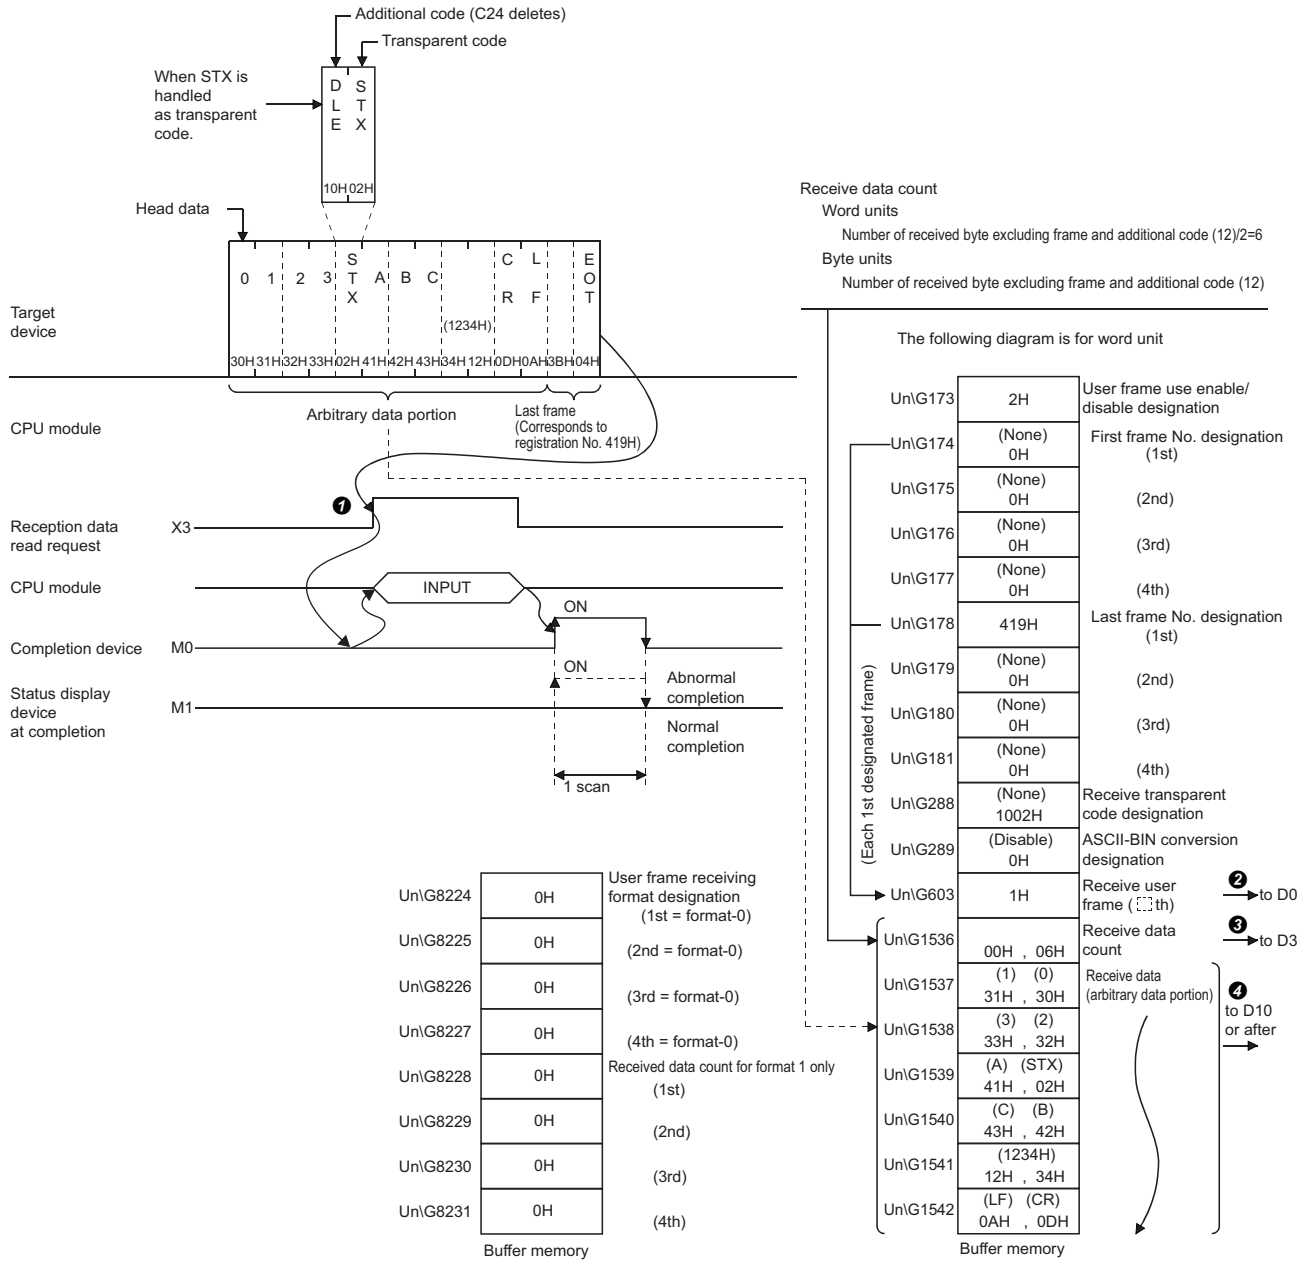 Additional code (C24 deletes)
Transparent code
When STX is
handled
as transparent
code.
D S
L T
E X
10H 02H
Head data
0 1 2 3 STX A B C CR LF EOT
(1234H)
30H 31H 32H 33H 02H 41H 42H 43H 34H 12H 0DH 0AH 3BH 04H
Target
device
Arbitrary data portion
Last frame
(Corresponds to
registration No. 419H)
CPU module
❶
Reception data
read request
X3
CPU module
INPUT
ON
Completion device M0
ON
Abnormal
completion
Status display
device
at completion
M1
Normal
completion
1 scan
Receive data count
Word units
Number of received byte excluding frame and additional code (12)/2=6
Byte units
Number of received byte excluding frame and additional code (12)
The following diagram is for word unit
Un\G173 2H User frame use enable/
disable designation
Un\G174 (None) 0H First frame No. designation
(1st)
Un\G175 (None) 0H (2nd)
Un\G176 (None) 0H (3rd)
Un\G177 (None) 0H (4th)
Un\G178 419H Last frame No. designation
(1st)
Un\G179 (None) 0H (2nd)
Un\G180 (None) 0H (3rd)
Un\G181 (None) 0H (4th)
(Each 1st designated frame)
Un\G288 (None) 1002H Receive transparent
code designation
Un\G289 (Disable) 0H ASCII-BIN conversion
designation
Un\G603 1H Receive user
frame ( th)
❷ to D0
Un\G1536 00H , 06H Receive data
count
❸ to D3
Un\G1537 (1) (0)
31H , 30H
Receive data
(arbitrary data portion)
❹
to D10
or after
Un\G1538 (3) (2)
33H , 32H
Un\G1539 (A) (STX)
41H , 02H
Un\G1540 (C) (B)
43H , 42H
Un\G1541 (1234H)
12H , 34H
Un\G1542 (LF) (CR)
0AH , 0DH
Buffer memory
Un\G8224 0H User frame receiving
format designation
(1st = format-0)
Un\G8225 0H (2nd = format-0)
Un\G8226 0H (3rd = format-0)
Un\G8227 0H (4th = format-0)
Received data count for format 1 only
Un\G8228 0H (1st)
Un\G8229 0H (2nd)
Un\G8230 0H (3rd)
Un\G8231 0H (4th)
Buffer memory